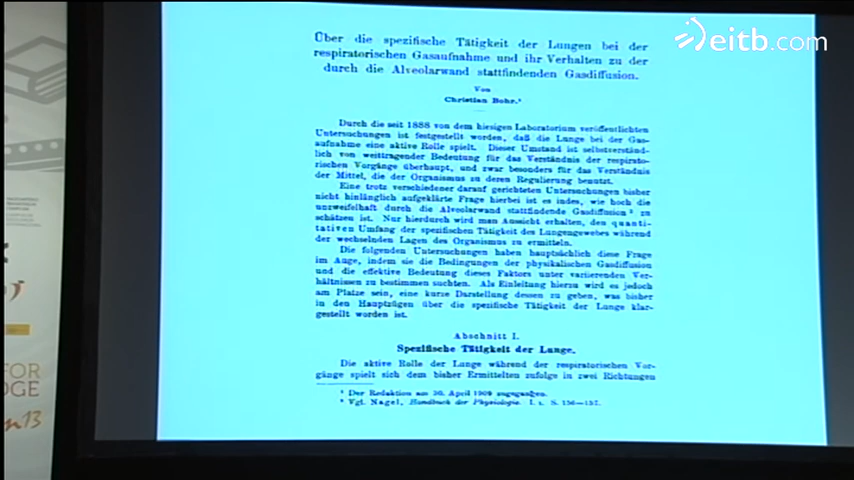 eitb.com
Über die spezifische Tätigkeit der Lungen bei der
respiratorischen Gasaufnahme und ihr Verhalten zu der
durch die Alveolarwand stattfindenden Gasdiffusion.
Von
Christian Bohr.¹
Durch die seit 1888 von dem hiesigen Laboratorium veröffentlichten
Untersuchungen ist festgestellt worden, daß die Lunge bei der Gas-
aufnahme eine aktive Rolle spielt. Dieser Umstand ist selbstverständ-
lich von weittragender Bedeutung für das Verständnis der respirato-
rischen Vorgänge überhaupt, und zwar besonders für das Verständnis
der Mittel, die der Organismus zu deren Regulierung benutzt.
Eine trotz verschiedener darauf gerichteten Untersuchungen bisher
nicht hinlänglich aufgeklärte Frage hierbei ist es indes, wie hoch die
unzweifelhaft durch die Alveolarwand stattfindende Gasdiffusion² zu
schätzen ist. Nur hierdurch wird man Aussicht erhalten, den quanti-
tativen Umfang der spezifischen Tätigkeit des Lungengewebes während
der wechselnden Lagen des Organismus zu ermitteln.
Die folgenden Untersuchungen haben hauptsächlich diese Frage
im Auge, indem sie die Bedingungen der physikalischen Gasdiffusion
und die effektive Bedeutung dieses Faktors unter variierenden Ver-
hältnissen zu bestimmen suchten. Als Einleitung hierzu wird es jedoch
am Platze sein, eine kurze Darstellung dessen zu geben, was bisher
in den Hauptzügen über die spezifische Tätigkeit der Lunge klar-
gestellt worden ist.
Abschnitt I.
Spezifische Tätigkeit der Lunge.
Die aktive Rolle der Lunge während der respiratorischen Vor-
gänge spielt sich dem bisher Ermittelten zufolge in zwei Richtungen
¹ Der Redaktion am 30. April 1909 zugegangen.
² Vgl. Nagel, Handbuch der Physiologie. I. 1. S. 156—157.
FOR
DGE
13